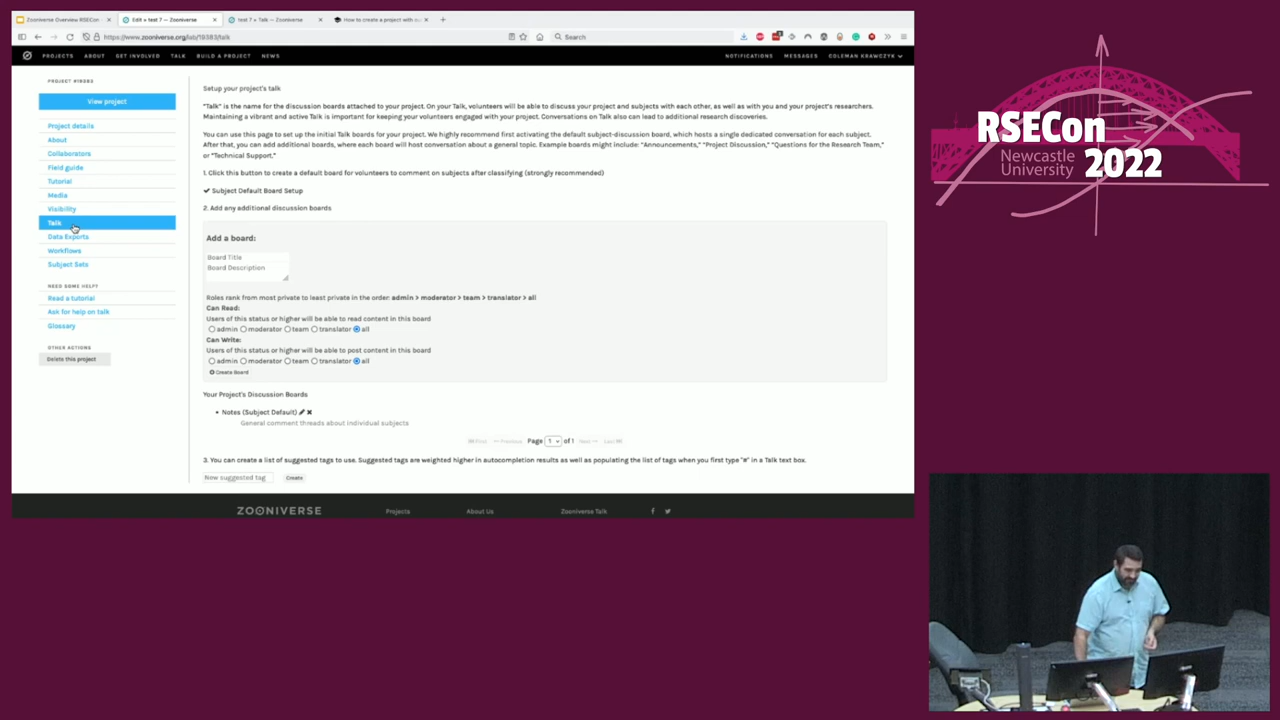 Zooniverse Overview RSECon
Edit • test 7 — Zooniverse
test 7 • Talk — Zooniverse
How to create a project with ou
https://www.zooniverse.org/lab/19383/talk
Search
PROJECTS ABOUT GET INVOLVED TALK BUILD A PROJECT NEWS
NOTIFICATIONS MESSAGES COLEMAN KRAWCZYK
PROJECT #19383
View project
Project details
About
Collaborators
Field guide
Tutorial
Media
Visibility
Talk
Data Exports
Workflows
Subject Sets
NEED SOME HELP?
Read a tutorial
Ask for help on talk
Glossary
OTHER ACTIONS
Delete this project
Setup your project's talk
"Talk" is the name for the discussion boards attached to your project. On your Talk, volunteers will be able to discuss your project and subjects with each other, as well as with you and your project's researchers.
Maintaining a vibrant and active Talk is important for keeping your volunteers engaged with your project. Conversations on Talk also can lead to additional research discoveries.
You can use this page to set up the initial Talk boards for your project. We highly recommend first activating the default subject-discussion board, which hosts a single dedicated conversation for each subject.
After that, you can add additional boards, where each board will host conversation about a general topic. Example boards might include: "Announcements," "Project Discussion," "Questions for the Research Team,"
or "Technical Support."
1. Click this button to create a default board for volunteers to comment on subjects after classifying (strongly recommended)
✔ Subject Default Board Setup
2. Add any additional discussion boards
Add a board:
Board Title
Board Description
Roles rank from most private to least private in the order: admin > moderator > team > translator > all
Can Read:
Users of this status or higher will be able to read content in this board
admin moderator team translator all
Can Write:
Users of this status or higher will be able to post content in this board
admin moderator team translator all
Create Board
Your Project's Discussion Boards
• Notes (Subject Default)
General comment threads about individual subjects
First Previous Page 1 of 1 Next Last
3. You can create a list of suggested tags to use. Suggested tags are weighted higher in autocompletion results as well as populating the list of tags when you first type "#" in a Talk text box.
New suggested tag Create
ZOONIVERSE Projects About Us Zooniverse Talk
RSECon
Newcastle
University
2022